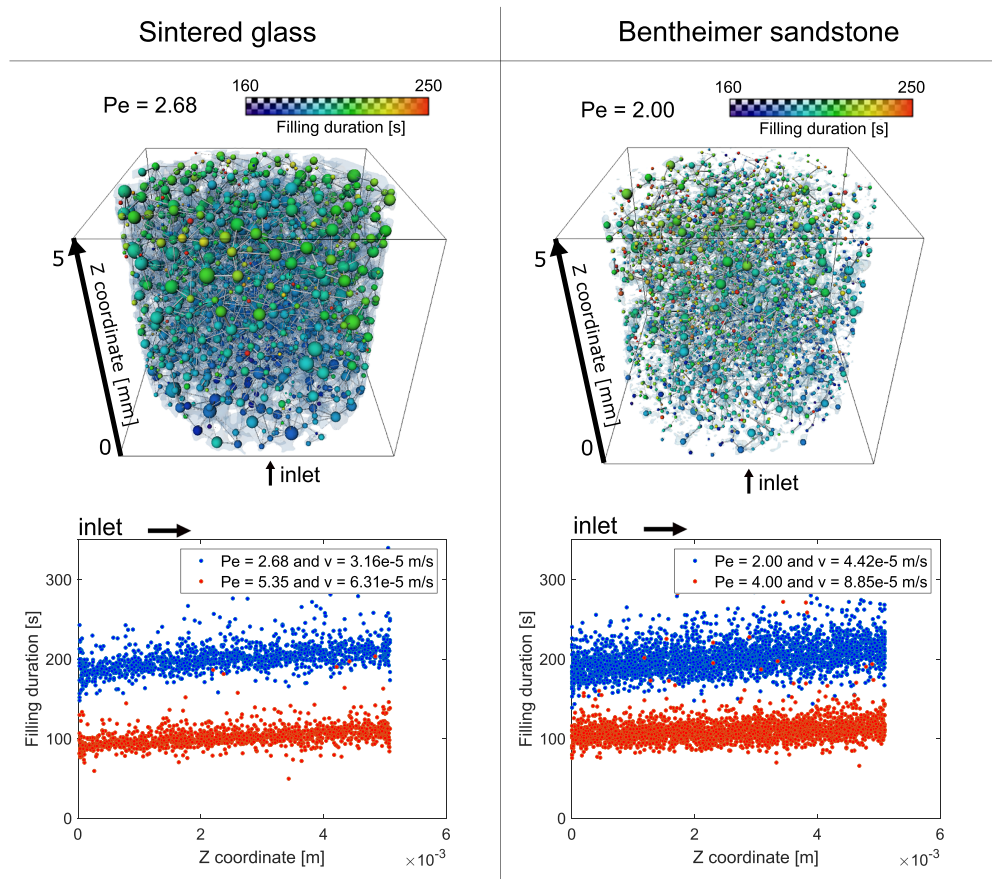 Sintered glass
Bentheimer sandstone
Pe = 2.68
160
250
Filling duration [s]
Pe = 2.00
160
250
Filling duration [s]
5
Z coordinate [mm]
0
inlet
5
Z coordinate [mm]
0
inlet
inlet
Pe = 2.68 and v = 3.16e-5 m/s
Pe = 5.35 and v = 6.31e-5 m/s
300
200
100
0
Filling duration [s]
0
2
4
6
Z coordinate [m]
×10⁻³
inlet
Pe = 2.00 and v = 4.42e-5 m/s
Pe = 4.00 and v = 8.85e-5 m/s
300
200
100
0
Filling duration [s]
0
2
4
6
Z coordinate [m]
×10⁻³